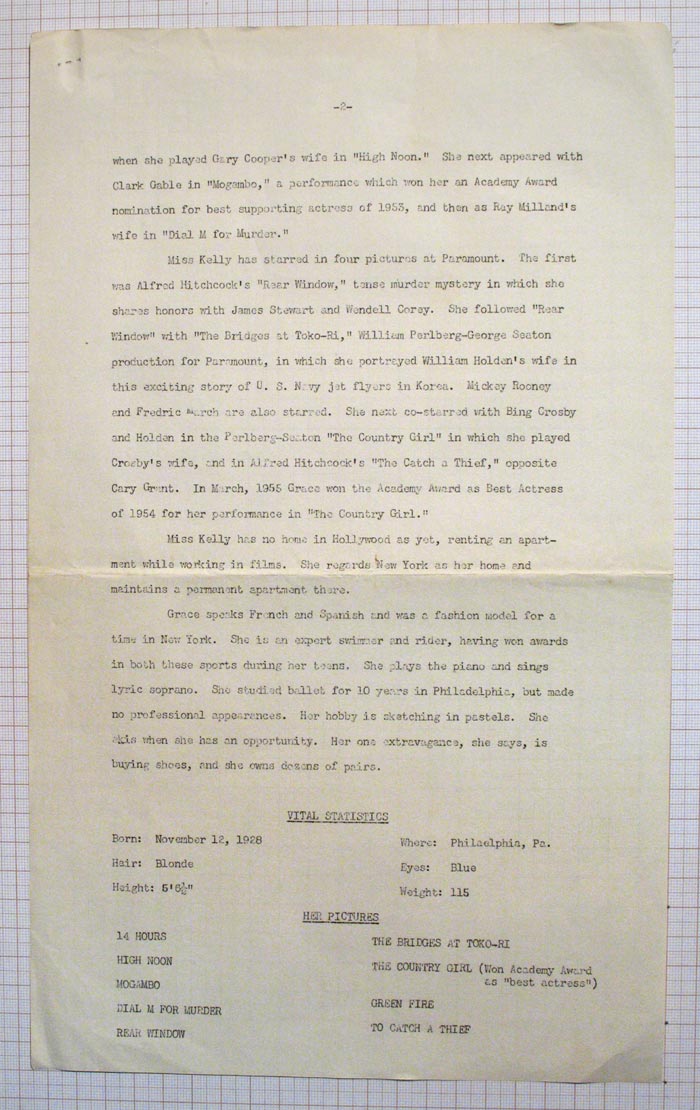 -2-
when she played Gary Cooper's wife in "High Noon." She next appeared with
Clark Gable in "Mogambo," a performance which won her an Academy Award
nomination for best supporting actress of 1953, and then as Ray Milland's
wife in "Dial M for Murder."
Miss Kelly has starred in four pictures at Paramount. The first
was Alfred Hitchcock's "Rear Window," tense murder mystery in which she
shares honors with James Stewart and Wendell Corey. She followed "Rear
Window" with "The Bridges at Toko-Ri," William Perlberg-George Seaton
production for Paramount, in which she portrayed William Holden's wife in
this exciting story of U. S. Navy jet flyers in Korea. Mickey Rooney
and Fredric March are also starred. She next co-starred with Bing Crosby
and Holden in the Perlberg-Seaton "The Country Girl" in which she played
Crosby's wife, and in Alfred Hitchcock's "The Catch a Thief," opposite
Cary Grant. In March, 1955 Grace won the Academy Award as Best Actress
of 1954 for her performance in "The Country Girl."
Miss Kelly has no home in Hollywood as yet, renting an apart-
ment while working in films. She regards New York as her home and
maintains a permanent apartment there.
Grace speaks French and Spanish and was a fashion model for a
time in New York. She is an expert swimmer and rider, having won awards
in both these sports during her teens. She plays the piano and sings
lyric soprano. She studied ballet for 10 years in Philadelphia, but made
no professional appearances. Her hobby is sketching in pastels. She
skis when she has an opportunity. Her one extravagance, she says, is
buying shoes, and she owns dozens of pairs.
VITAL STATISTICS
Born: November 12, 1928 Where: Philaelphia, Pa.
Hair: Blonde Eyes: Blue
Height: 5'6½" Weight: 115
HER PICTURES
14 HOURS
HIGH NOON
MOGAMBO
DIAL M FOR MURDER
REAR WINDOW
THE BRIDGES AT TOKO-RI
THE COUNTRY GIRL (Won Academy Award
as "best actress")
GREEN FIRE
TO CATCH A THIEF